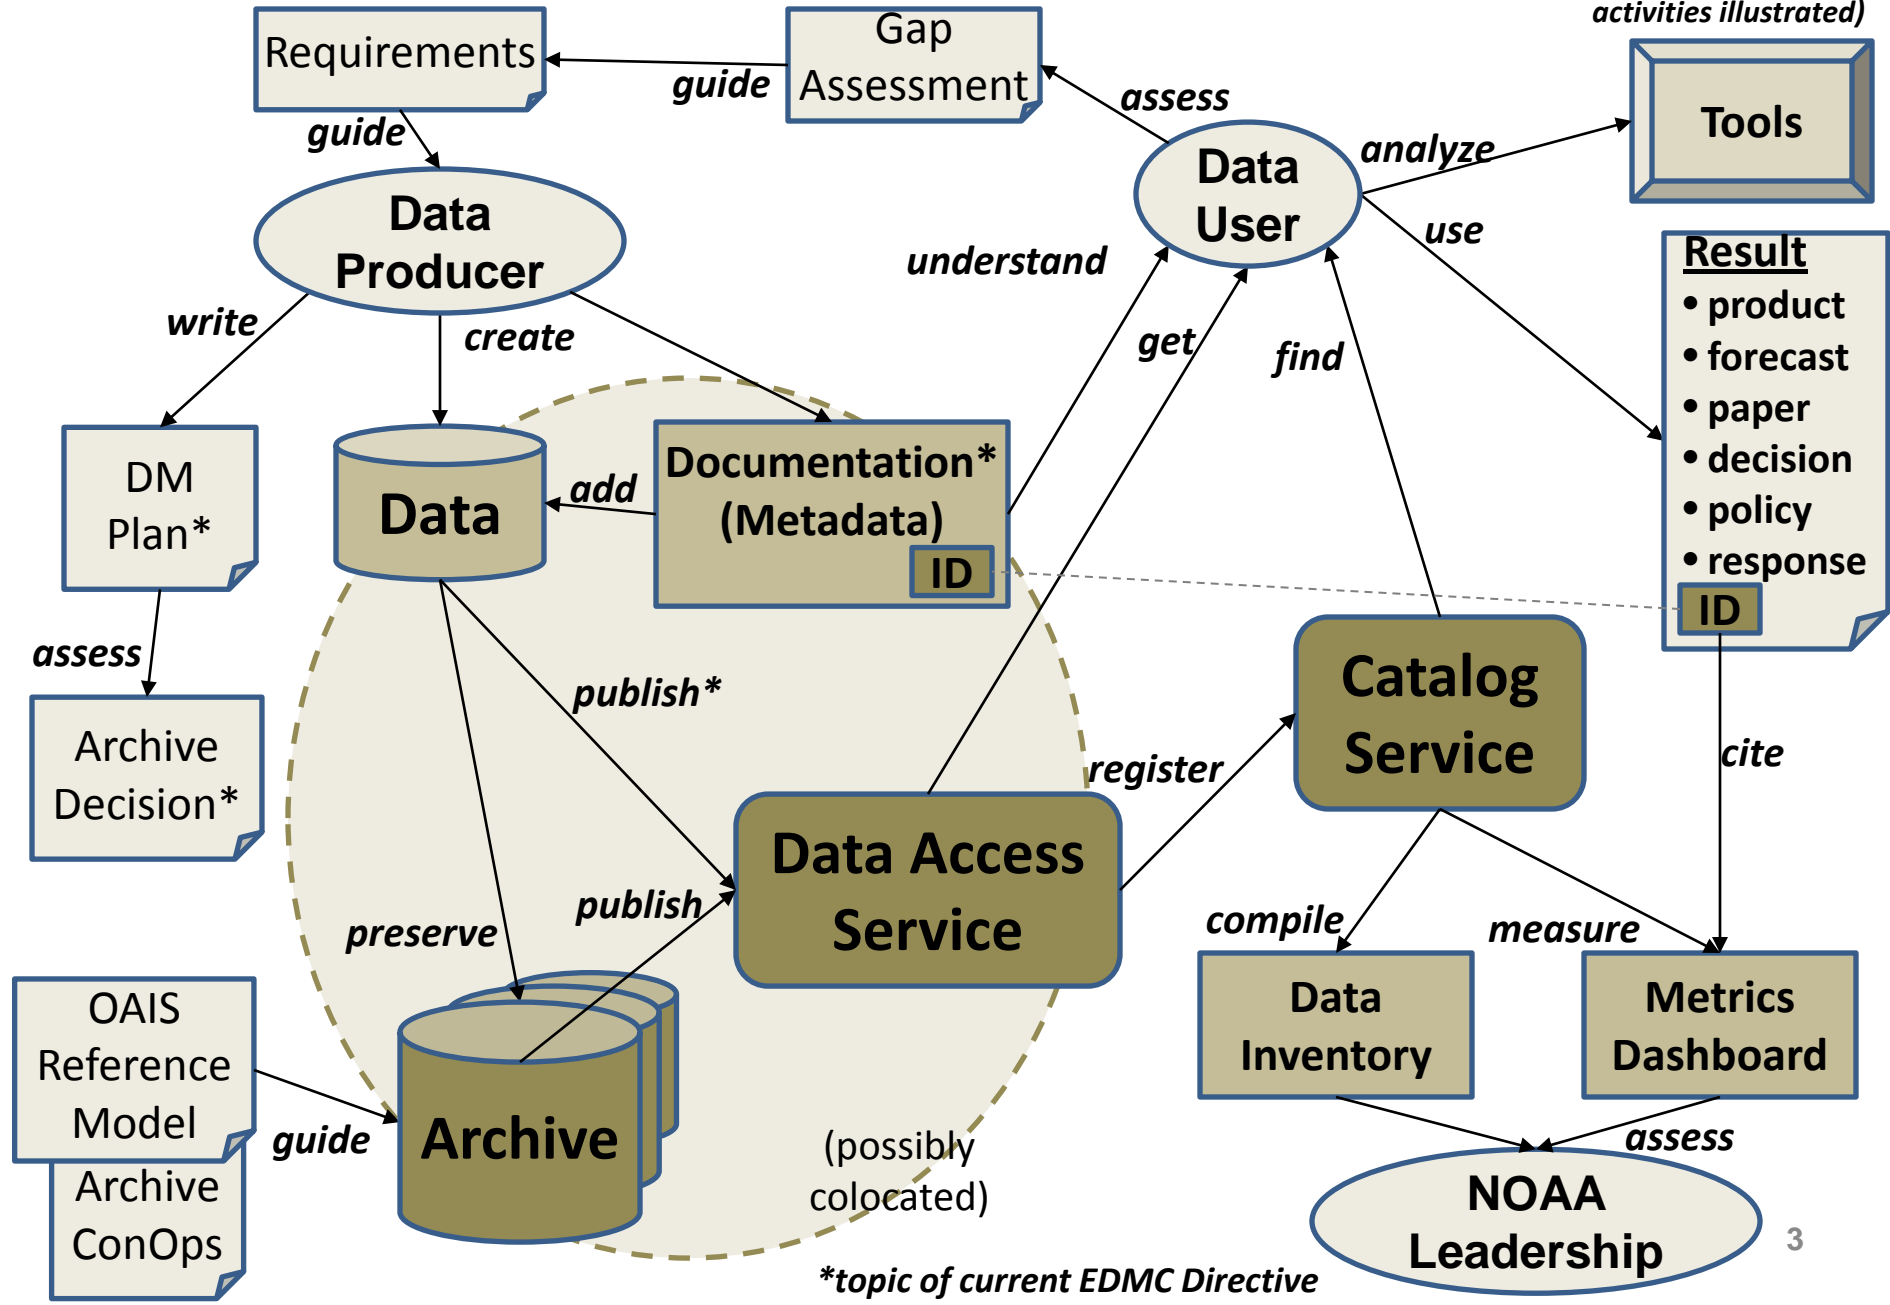 activities illustrated)
Requirements
guide
Gap
Assessment
assess
Tools
analyze
guide
Data
User
Data
Producer
use
understand
Result
• product
• forecast
• paper
• decision
• policy
• response
ID
write
create
get
find
DM
Plan*
Data
add
Documentation*
(Metadata)
ID
assess
publish*
Archive
Decision*
Catalog
Service
cite
register
Data Access
Service
preserve
publish
compile
measure
OAIS
Reference
Model
guide
Archive
ConOps
Archive
(possibly
colocated)
Data
Inventory
Metrics
Dashboard
assess
NOAA
Leadership
3
*topic of current EDMC Directive